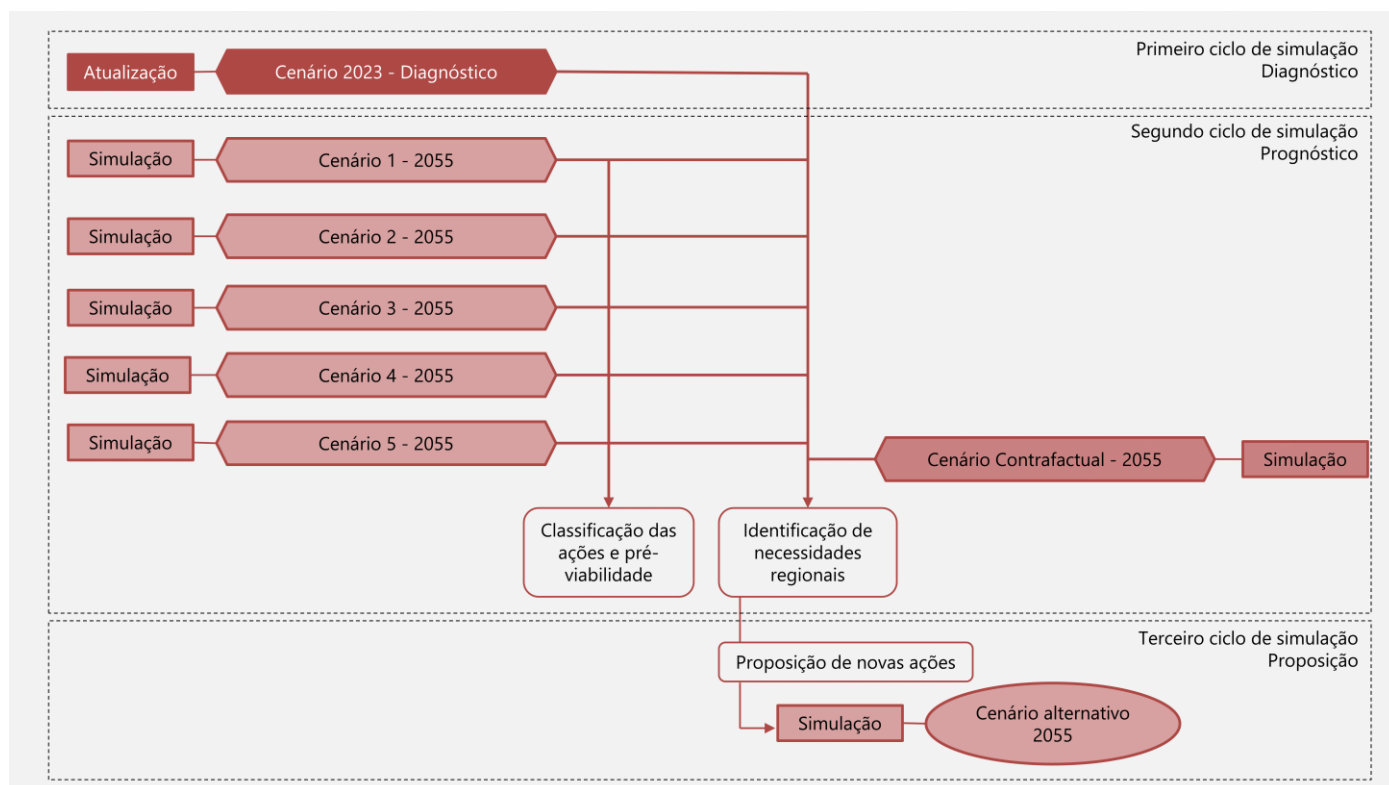 Primeiro ciclo de simulação
Diagnóstico
Atualização
Cenário 2023 - Diagnóstico
Segundo ciclo de simulação
Prognóstico
Simulação
Cenário 1 - 2055
Simulação
Cenário 2 - 2055
Simulação
Cenário 3 - 2055
Simulação
Cenário 4 - 2055
Simulação
Cenário 5 - 2055
Cenário Contrafactual - 2055
Simulação
Classificação das
ações e pré-
viabilidade
Identificação de
necessidades
regionais
Terceiro ciclo de simulação
Proposição
Proposição de novas ações
Simulação
Cenário alternativo
2055